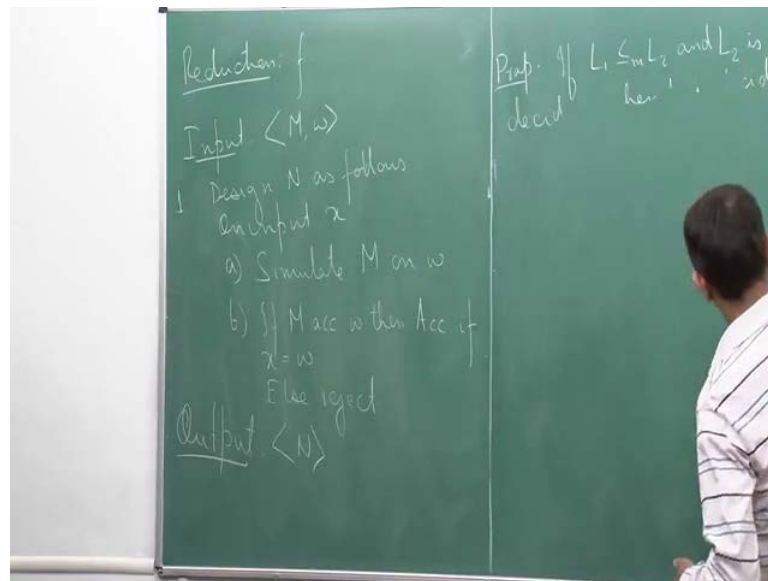 Reduction: f
Input <M, w>
1 Design N as follows
On input x
a) Simulate M on w
b) If M acc w then Acc if
x = w
Else reject
Output <N>
Prop. If L₁ ≤ₘ L₂ and L₂ is
decid